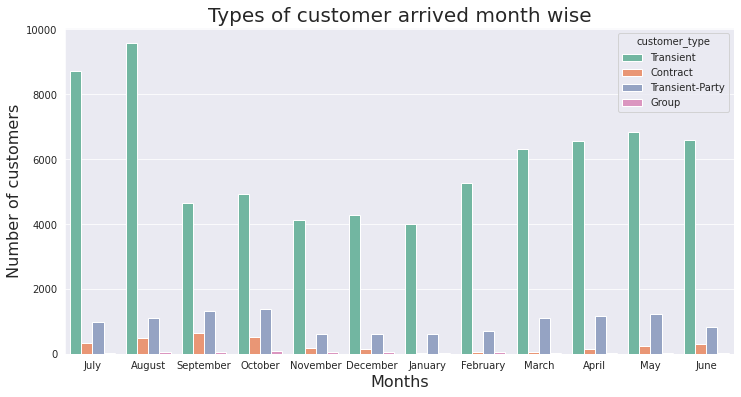 Types of customer arrived month wise
customer_type
Transient
Contract
Transient-Party
Group
Number of customers
10000
8000
6000
4000
2000
0
July August September October November December January February March April May June
Months